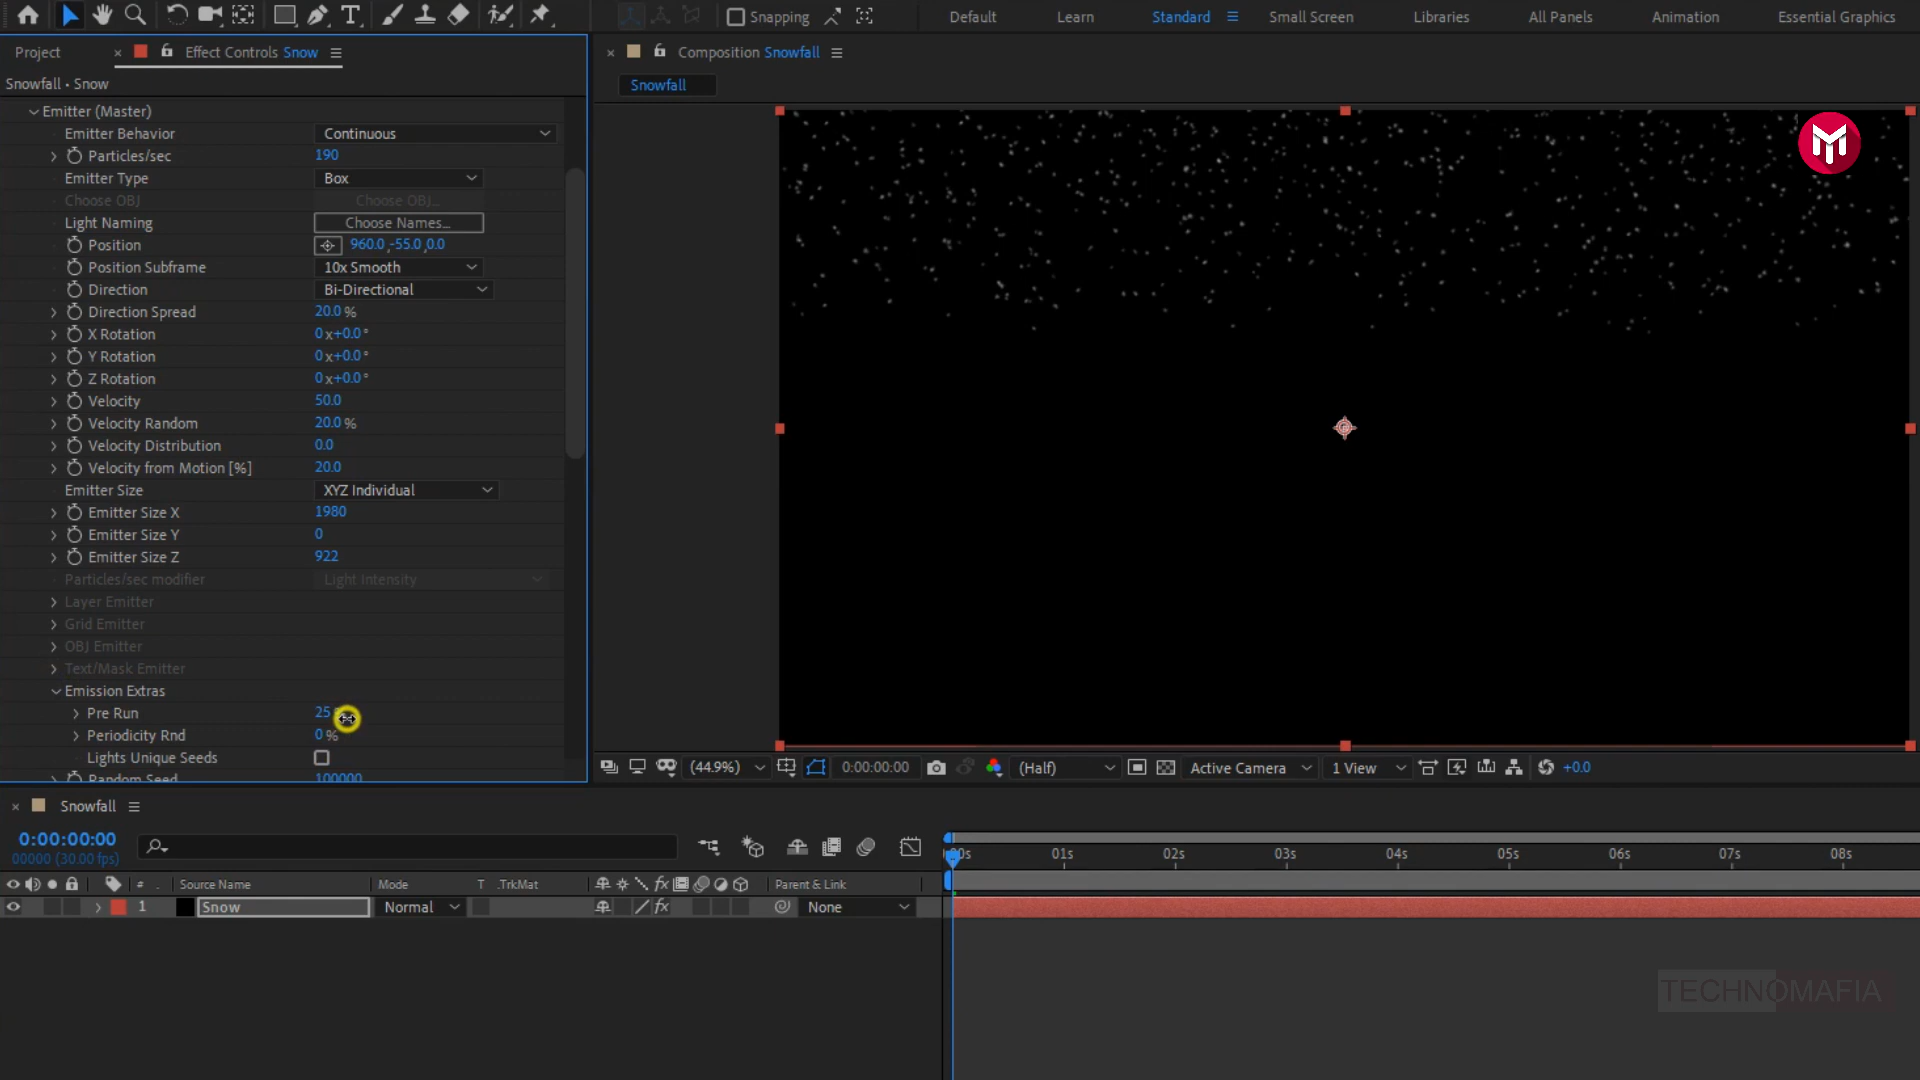 Snapping
Default
Learn
Standard
Small Screen
Libraries
All Panels
Animation
Essential Graphics
Project
Effect Controls Snow
Composition Snowfall
Snowfall • Snow
Snowfall
Emitter (Master)
Emitter Behavior Continuous
Particles/sec 190
Emitter Type Box
Choose OBJ Choose OBJ...
Light Naming Choose Names...
Position 960.0,-55.0,0.0
Position Subframe 10x Smooth
Direction Bi-Directional
Direction Spread 20.0 %
X Rotation 0 x+0.0 °
Y Rotation 0 x+0.0 °
Z Rotation 0 x+0.0 °
Velocity 50.0
Velocity Random 20.0 %
Velocity Distribution 0.0
Velocity from Motion [%] 20.0
Emitter Size XYZ Individual
Emitter Size X 1980
Emitter Size Y 0
Emitter Size Z 922
Particles/sec modifier Light Intensity
Layer Emitter
Grid Emitter
OBJ Emitter
Text/Mask Emitter
Emission Extras
Pre Run 25
Periodicity Rnd 0 %
Lights Unique Seeds
Random Seed 100000
(44.9%) 0:00:00:00 (Half) Active Camera 1 View +0.0
Snowfall
0:00:00:00
00000 (30.00 fps)
00s 01s 02s 03s 04s 05s 06s 07s 08s
# . Source Name Mode T .TrkMat fx Parent & Link
1 Snow Normal fx None
TECHNOMAFIA